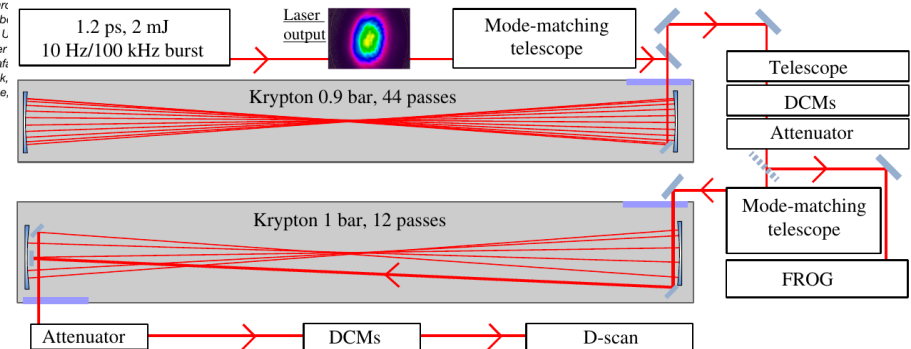 1.2 ps, 2 mJ
10 Hz/100 kHz burst
Laser
output
Mode-matching
telescope
Krypton 0.9 bar, 44 passes
Telescope
DCMs
Attenuator
Krypton 1 bar, 12 passes
Mode-matching
telescope
FROG
Attenuator
DCMs
D-scan